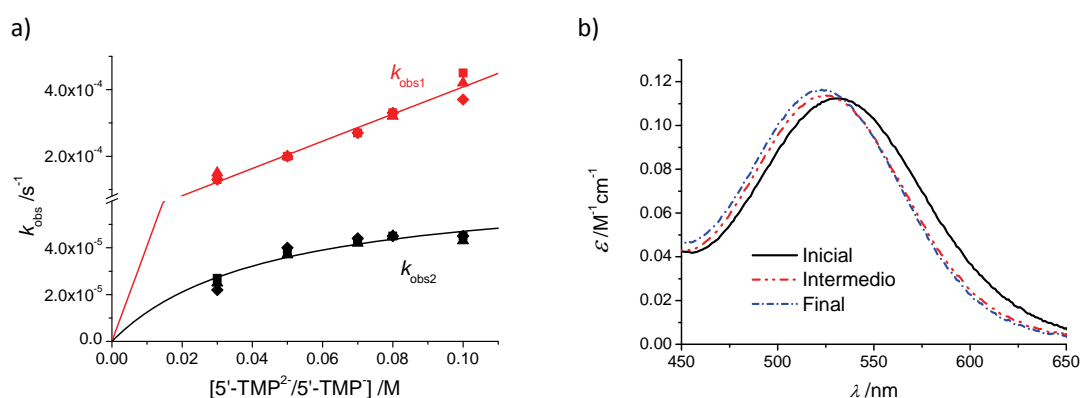 a)
k_obs /s⁻¹
4.0x10⁻⁴
2.0x10⁻⁴
4.0x10⁻⁵
2.0x10⁻⁵
0.0
k_obs1
k_obs2
0.00 0.02 0.04 0.06 0.08 0.10
[5'-TMP²⁻/5'-TMP⁻] /M
b)
ε /M⁻¹cm⁻¹
0.12
0.10
0.08
0.06
0.04
0.02
0.00
Inicial
Intermedio
Final
450 500 550 600 650
λ /nm